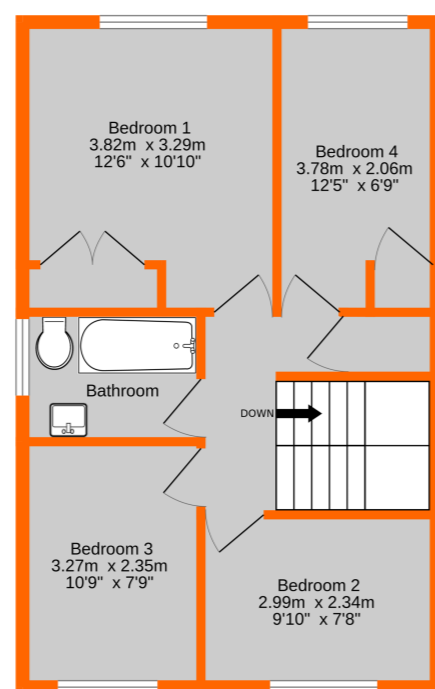 Bedroom 1
3.82m x 3.29m
12'6" x 10'10"
Bedroom 4
3.78m x 2.06m
12'5" x 6'9"
Bathroom
DOWN
Bedroom 3
3.27m x 2.35m
10'9" x 7'9"
Bedroom 2
2.99m x 2.34m
9'10" x 7'8"